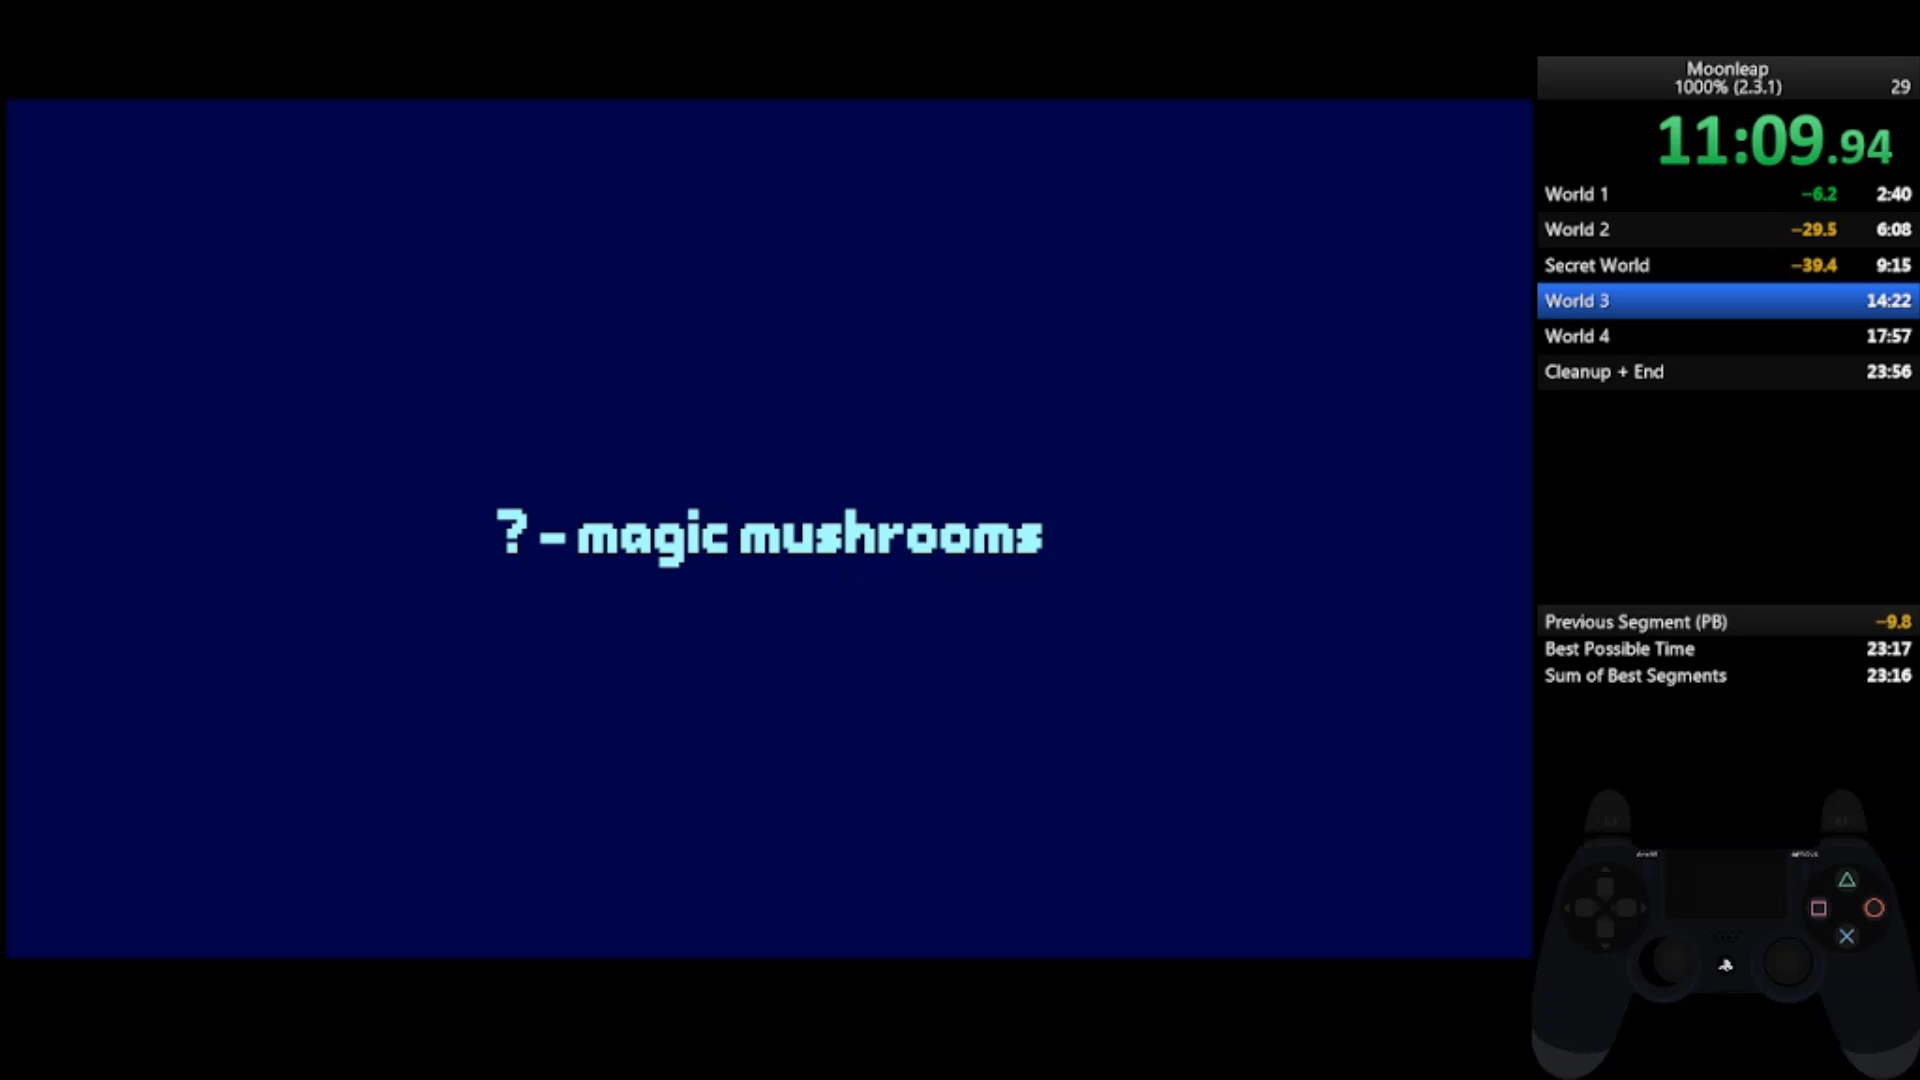 ? - magic mushrooms
Moonleap
1000% (2.3.1) 29
11:09.94
World 1 −6.2 2:40
World 2 −29.5 6:08
Secret World −39.4 9:15
World 3 14:22
World 4 17:57
Cleanup + End 23:56
Previous Segment (PB) −9.8
Best Possible Time 23:17
Sum of Best Segments 23:16